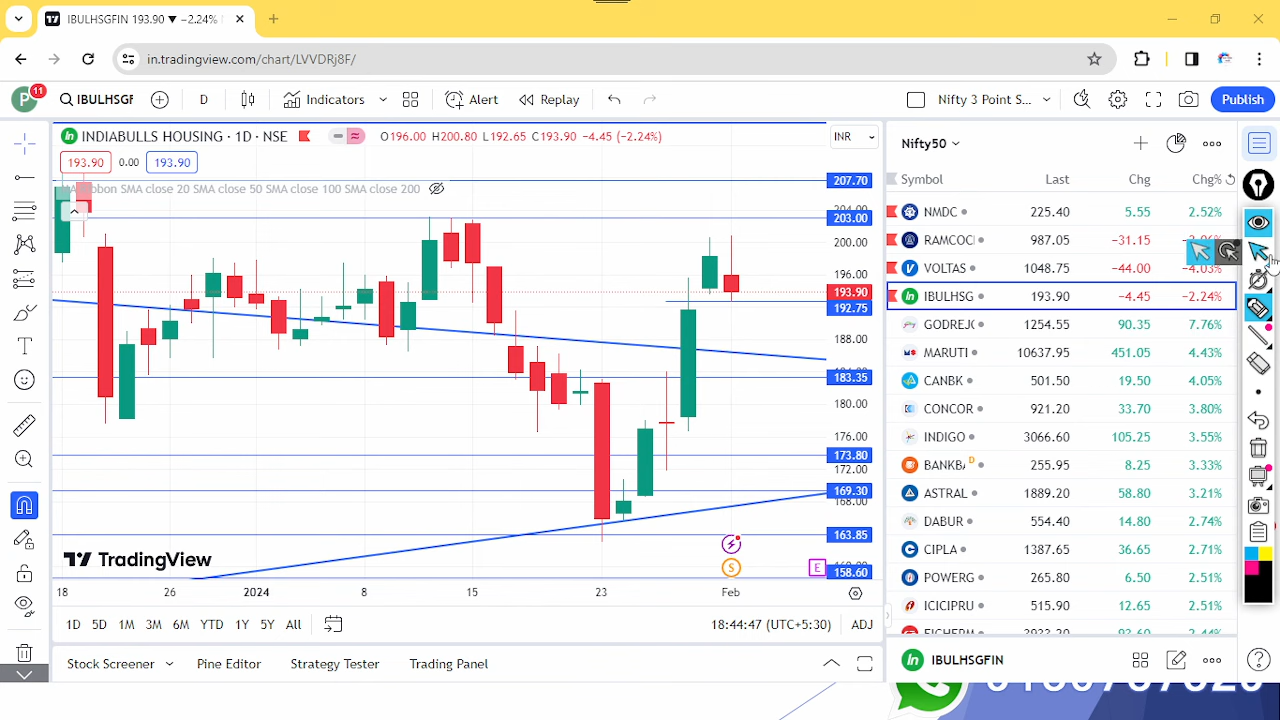 IBULHSGFIN 193.90 ▼ −2.24%
in.tradingview.com/chart/LVVDRj8F/
P 11 IBULHSGF D Indicators Alert Replay Nifty 3 Point S... Publish
INDIABULLS HOUSING · 1D · NSE O196.00 H200.80 L192.65 C193.90 −4.45 (−2.24%) INR
193.90 0.00 193.90
SMA close 20 SMA close 50 SMA close 100 SMA close 200
207.70
203.00
200.00
196.00
193.90
192.75
188.00
183.35
180.00
176.00
173.80
172.00
169.30
168.00
163.85
158.60
TradingView
S E
18 26 2024 8 15 23 Feb
1D 5D 1M 3M 6M YTD 1Y 5Y All 18:44:47 (UTC+5:30) ADJ
Stock Screener Pine Editor Strategy Tester Trading Panel
Nifty50
Symbol Last Chg Chg%
NMDC 225.40 5.55 2.52%
RAMCOC 987.05 −31.15
VOLTAS 1048.75 −44.00 −4.03%
IBULHSG 193.90 −4.45 −2.24%
GODREJC 1254.55 90.35 7.76%
MARUTI 10637.95 451.05 4.43%
CANBK 501.50 19.50 4.05%
CONCOR 921.20 33.70 3.80%
INDIGO 3066.60 105.25 3.55%
BANKBA D 255.95 8.25 3.33%
ASTRAL 1889.20 58.80 3.21%
DABUR 554.40 14.80 2.74%
CIPLA 1387.65 36.65 2.71%
POWERG 265.80 6.50 2.51%
ICICIPRU 515.90 12.65 2.51%
IBULHSGFIN